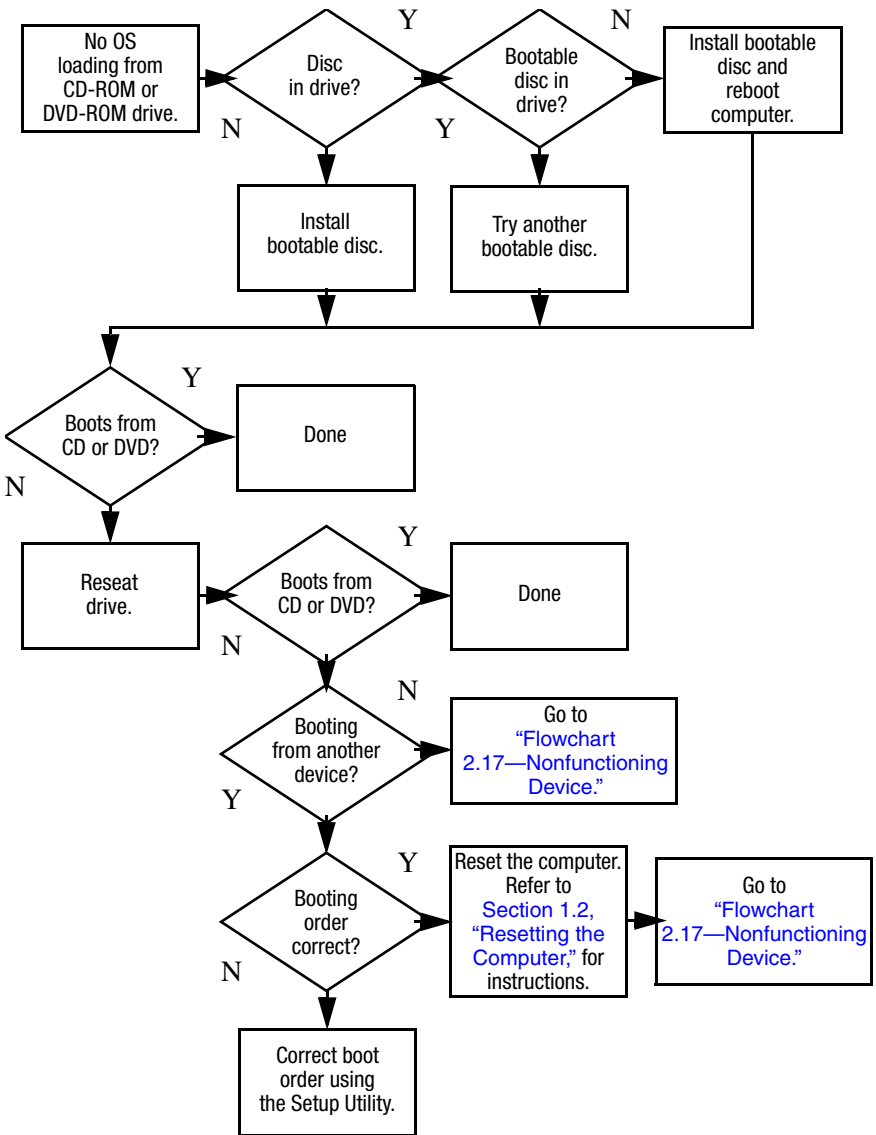 No OS
loading from
CD-ROM or
DVD-ROM drive.
Y
Disc
in drive?
N
N
Bootable
disc in
drive?
Y
Install bootable
disc and
reboot
computer.
Install
bootable disc.
Try another
bootable disc.
Y
Boots from
CD or DVD?
N
Done
Reseat
drive.
Y
Boots from
CD or DVD?
N
Done
N
Booting
from another
device?
Y
Go to
“Flowchart
2.17—Nonfunctioning
Device.”
Y
Booting
order
correct?
N
Reset the computer.
Refer to
Section 1.2,
“Resetting the
Computer,” for
instructions.
Go to
“Flowchart
2.17—Nonfunctioning
Device.”
Correct boot
order using
the Setup Utility.